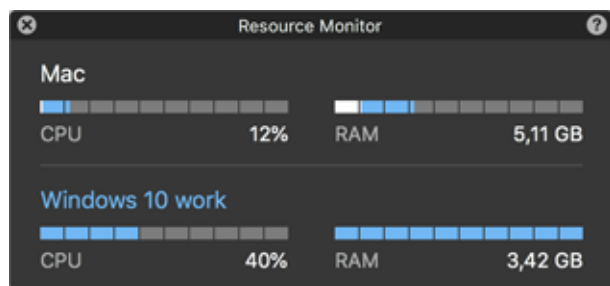 Resource Monitor
Mac
CPU 12% RAM 5,11 GB
Windows 10 work
CPU 40% RAM 3,42 GB